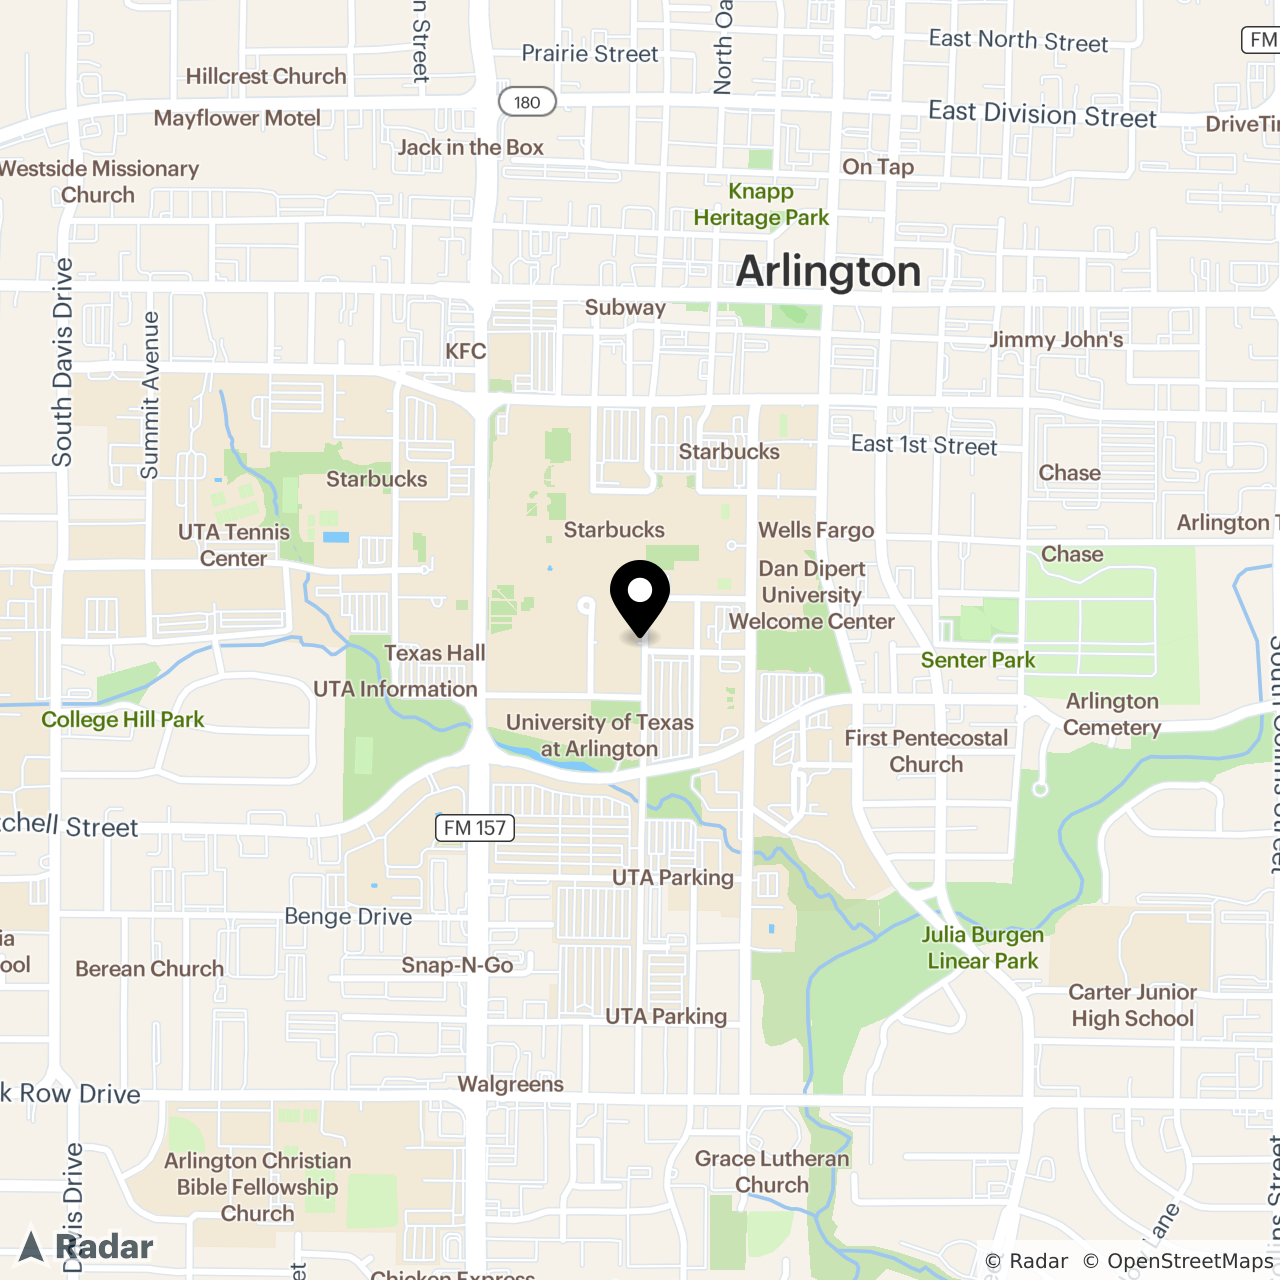 n Street
North Oa
East North Street
FM
Prairie Street
Hillcrest Church
180
Mayflower Motel
East Division Street
DriveTi
Jack in the Box
On Tap
Westside Missionary
Church
Knapp
Heritage Park
Arlington
South Davis Drive
Summit Avenue
Subway
Jimmy John's
KFC
East 1st Street
Starbucks
Starbucks
Chase
UTA Tennis
Center
Starbucks
Wells Fargo
Arlington T
Chase
Dan Dipert
University
Welcome Center
Texas Hall
Senter Park
UTA Information
Arlington
Cemetery
College Hill Park
University of Texas
at Arlington
First Pentecostal
Church
South Collins Street
chell Street
FM 157
UTA Parking
Benge Drive
ia
ool
Berean Church
Snap-N-Go
Julia Burgen
Linear Park
Carter Junior
High School
UTA Parking
Walgreens
k Row Drive
Davis Drive
Arlington Christian
Bible Fellowship
Church
Grace Lutheran
Church
Lane
lins Street
Radar
et
Chicken Express
© Radar © OpenStreetMaps